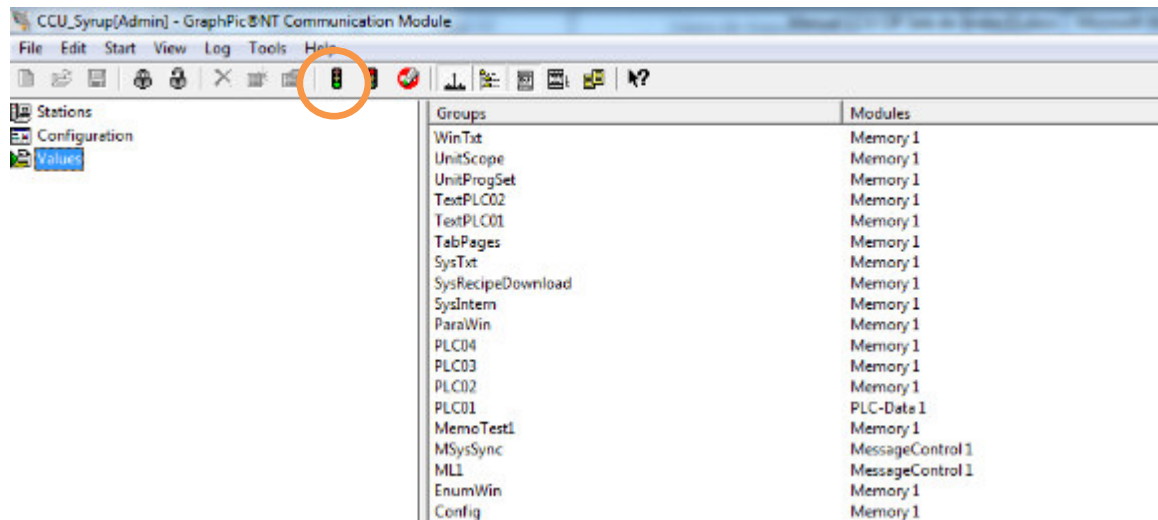 CCU_Syrup[Admin] - GraphPic®NT Communication Module
File Edit Start View Log Tools Help
Stations
Configuration
Values
Groups Modules
WinTxt Memory 1
UnitScope Memory 1
UnitProgSet Memory 1
TextPLC02 Memory 1
TextPLC01 Memory 1
TabPages Memory 1
SysTxt Memory 1
SysRecipeDownload Memory 1
SysIntern Memory 1
ParaWin Memory 1
PLC04 Memory 1
PLC03 Memory 1
PLC02 Memory 1
PLC01 PLC-Data 1
MemoTest1 Memory 1
MSysSync MessageControl 1
ML1 MessageControl 1
EnumWin Memory 1
Config Memory 1